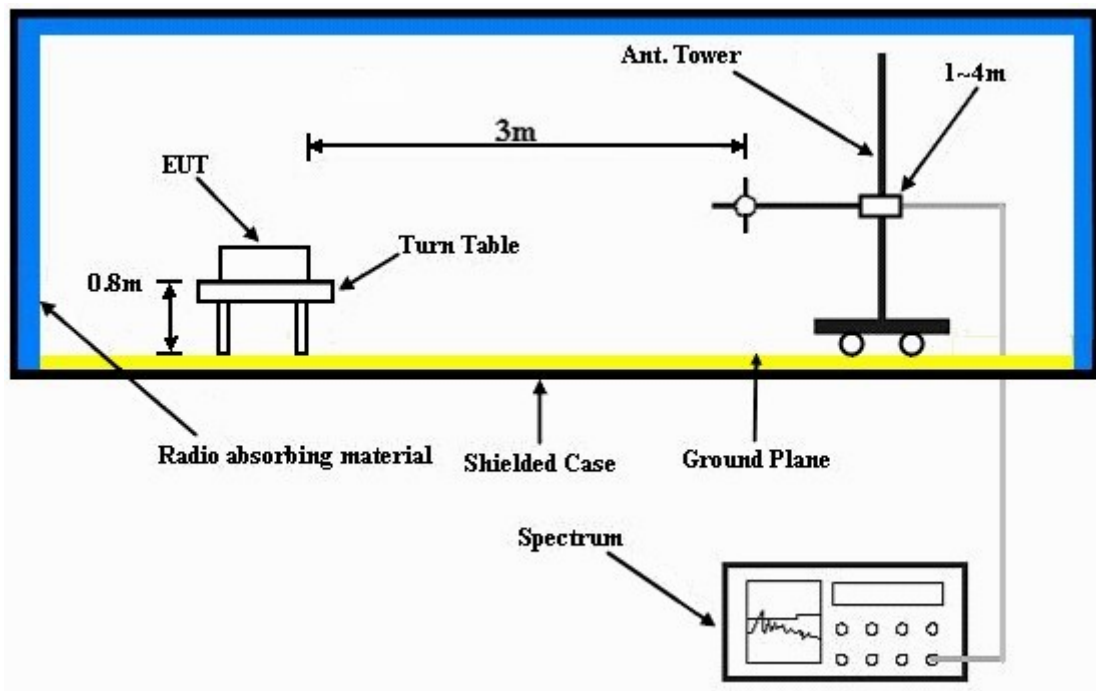 Ant. Tower
1~4m
3m
EUT
Turn Table
0.8m
Radio absorbing material
Shielded Case
Ground Plane
Spectrum